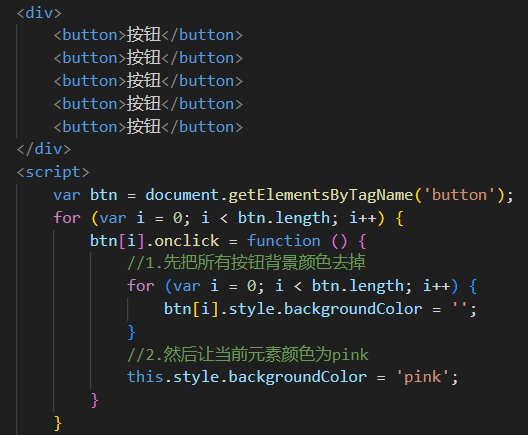 <div>
    <button>按钮</button>
    <button>按钮</button>
    <button>按钮</button>
    <button>按钮</button>
    <button>按钮</button>
</div>
<script>
    var btn = document.getElementsByTagName('button');
    for (var i = 0; i < btn.length; i++) {
        btn[i].onclick = function () {
            //1.先把所有按钮背景颜色去掉
            for (var i = 0; i < btn.length; i++) {
                btn[i].style.backgroundColor = '';
            }
            //2.然后让当前元素颜色为pink
            this.style.backgroundColor = 'pink';
        }
    }